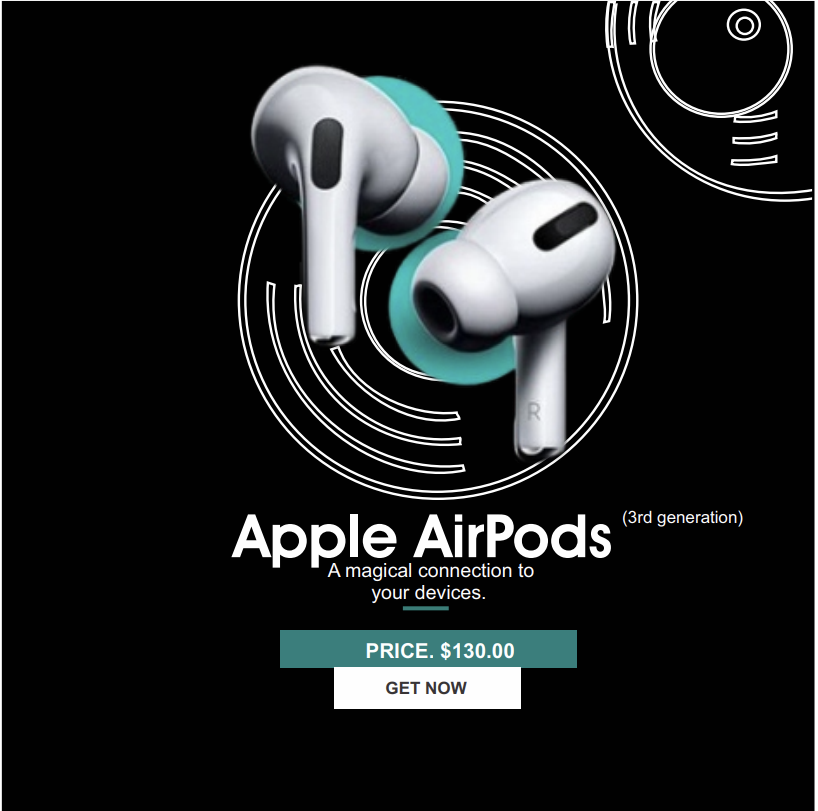 R
Apple AirPods (3rd generation)
A magical connection to
your devices.
PRICE. $130.00
GET NOW